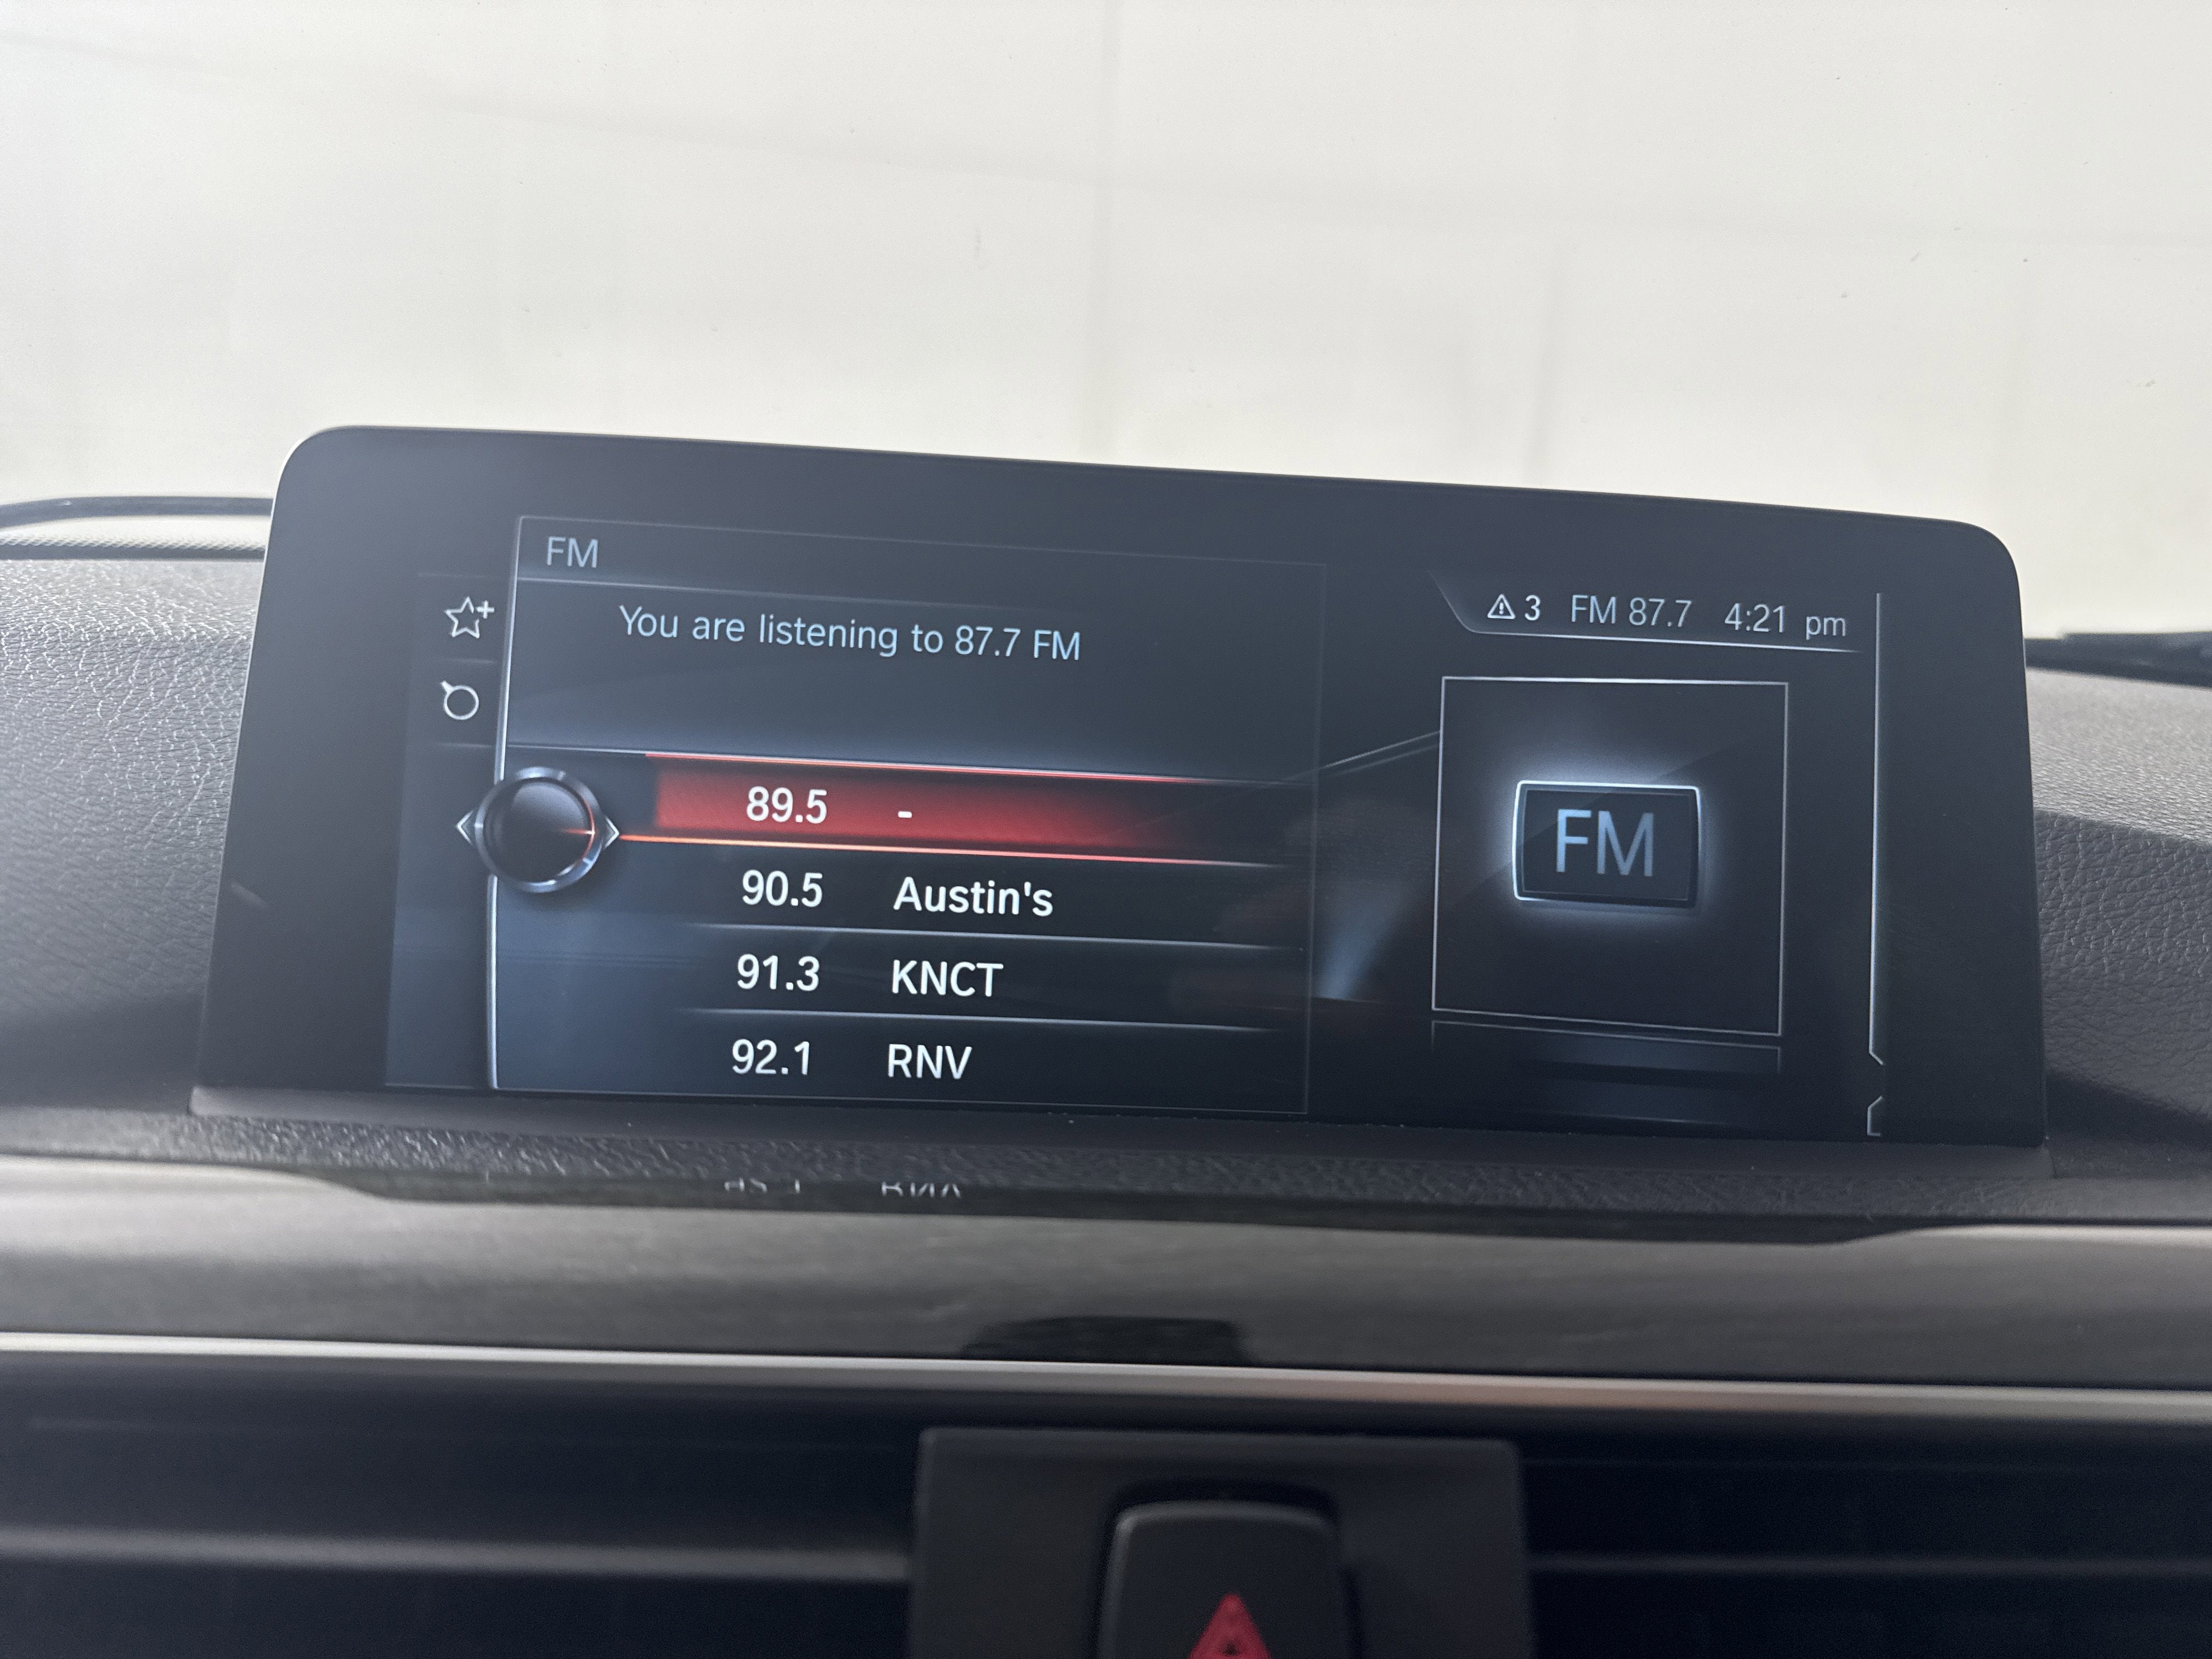 FM
You are listening to 87.7 FM
3 FM 87.7 4:21 pm
89.5 -
90.5 Austin's
91.3 KNCT
92.1 RNV
FM